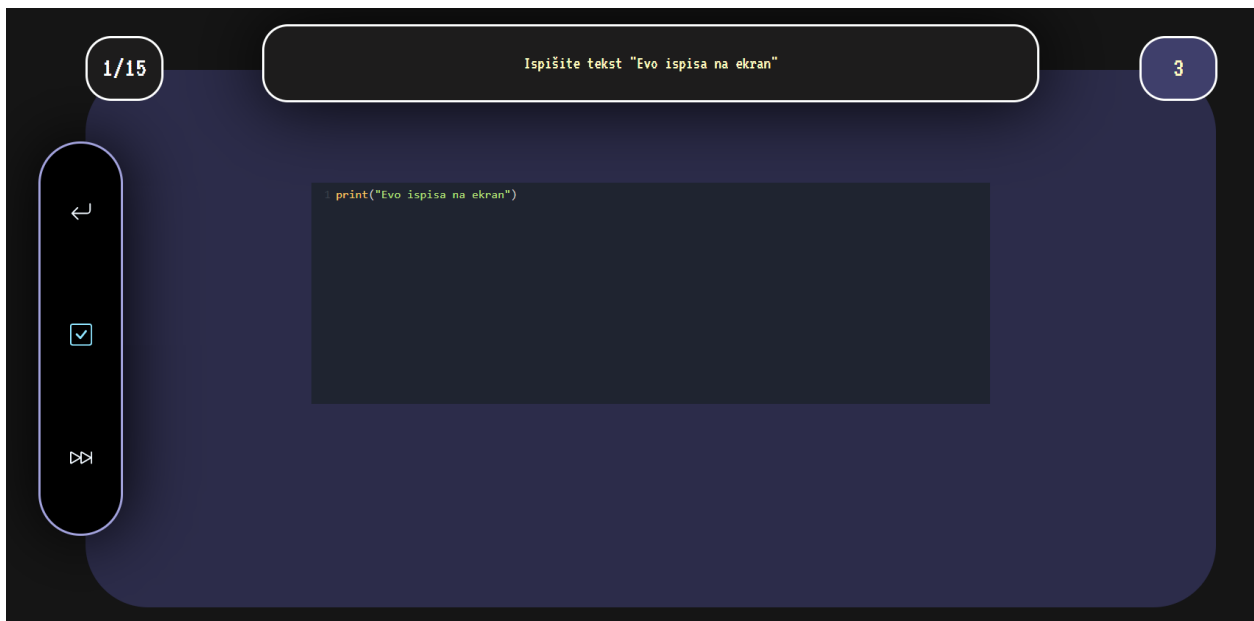 1/15
Ispišite tekst "Evo ispisa na ekran"
3
1 print("Evo ispisa na ekran")